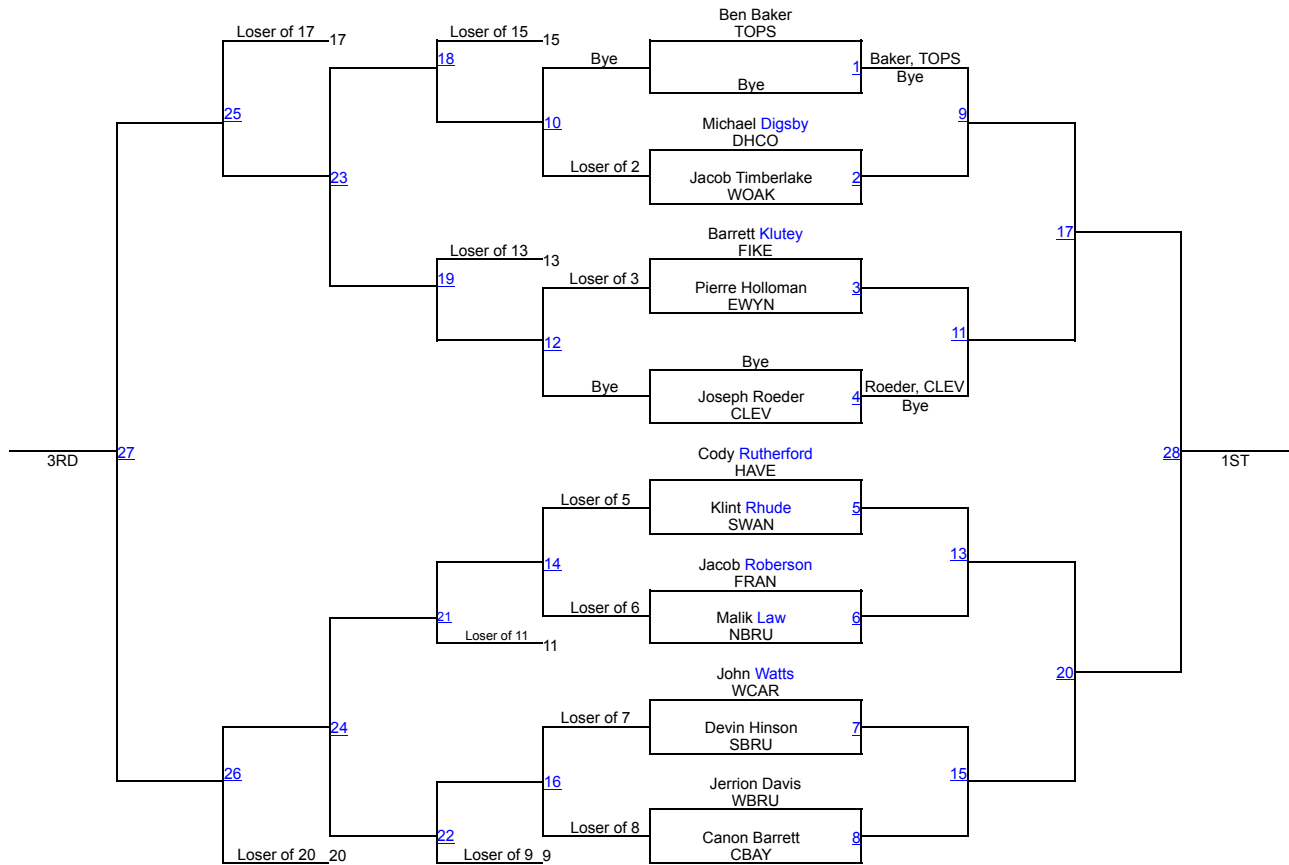 Ben Baker
TOPS
Loser of 17 17
Loser of 15 15
18
Bye
1
Baker, TOPS
Bye
Bye
25
10
9
Michael Digsby
DHCO
Loser of 2
Jacob Timberlake
WOAK
2
23
Barrett Klutey
FIKE
17
Loser of 13 13
19
Loser of 3
Pierre Holloman
EWYN
3
12
11
Bye
Bye
Joseph Roeder
CLEV
4
Roeder, CLEV
Bye
3RD
27
Cody Rutherford
HAVE
28
1ST
Loser of 5
Klint Rhude
SWAN
5
14
13
Jacob Roberson
FRAN
21
Loser of 6
Malik Law
NBRU
6
Loser of 11 11
20
John Watts
WCAR
24
Loser of 7
Devin Hinson
SBRU
7
26
16
15
Jerrion Davis
WBRU
22
Loser of 8
Canon Barrett
CBAY
8
Loser of 20 20
Loser of 9 9